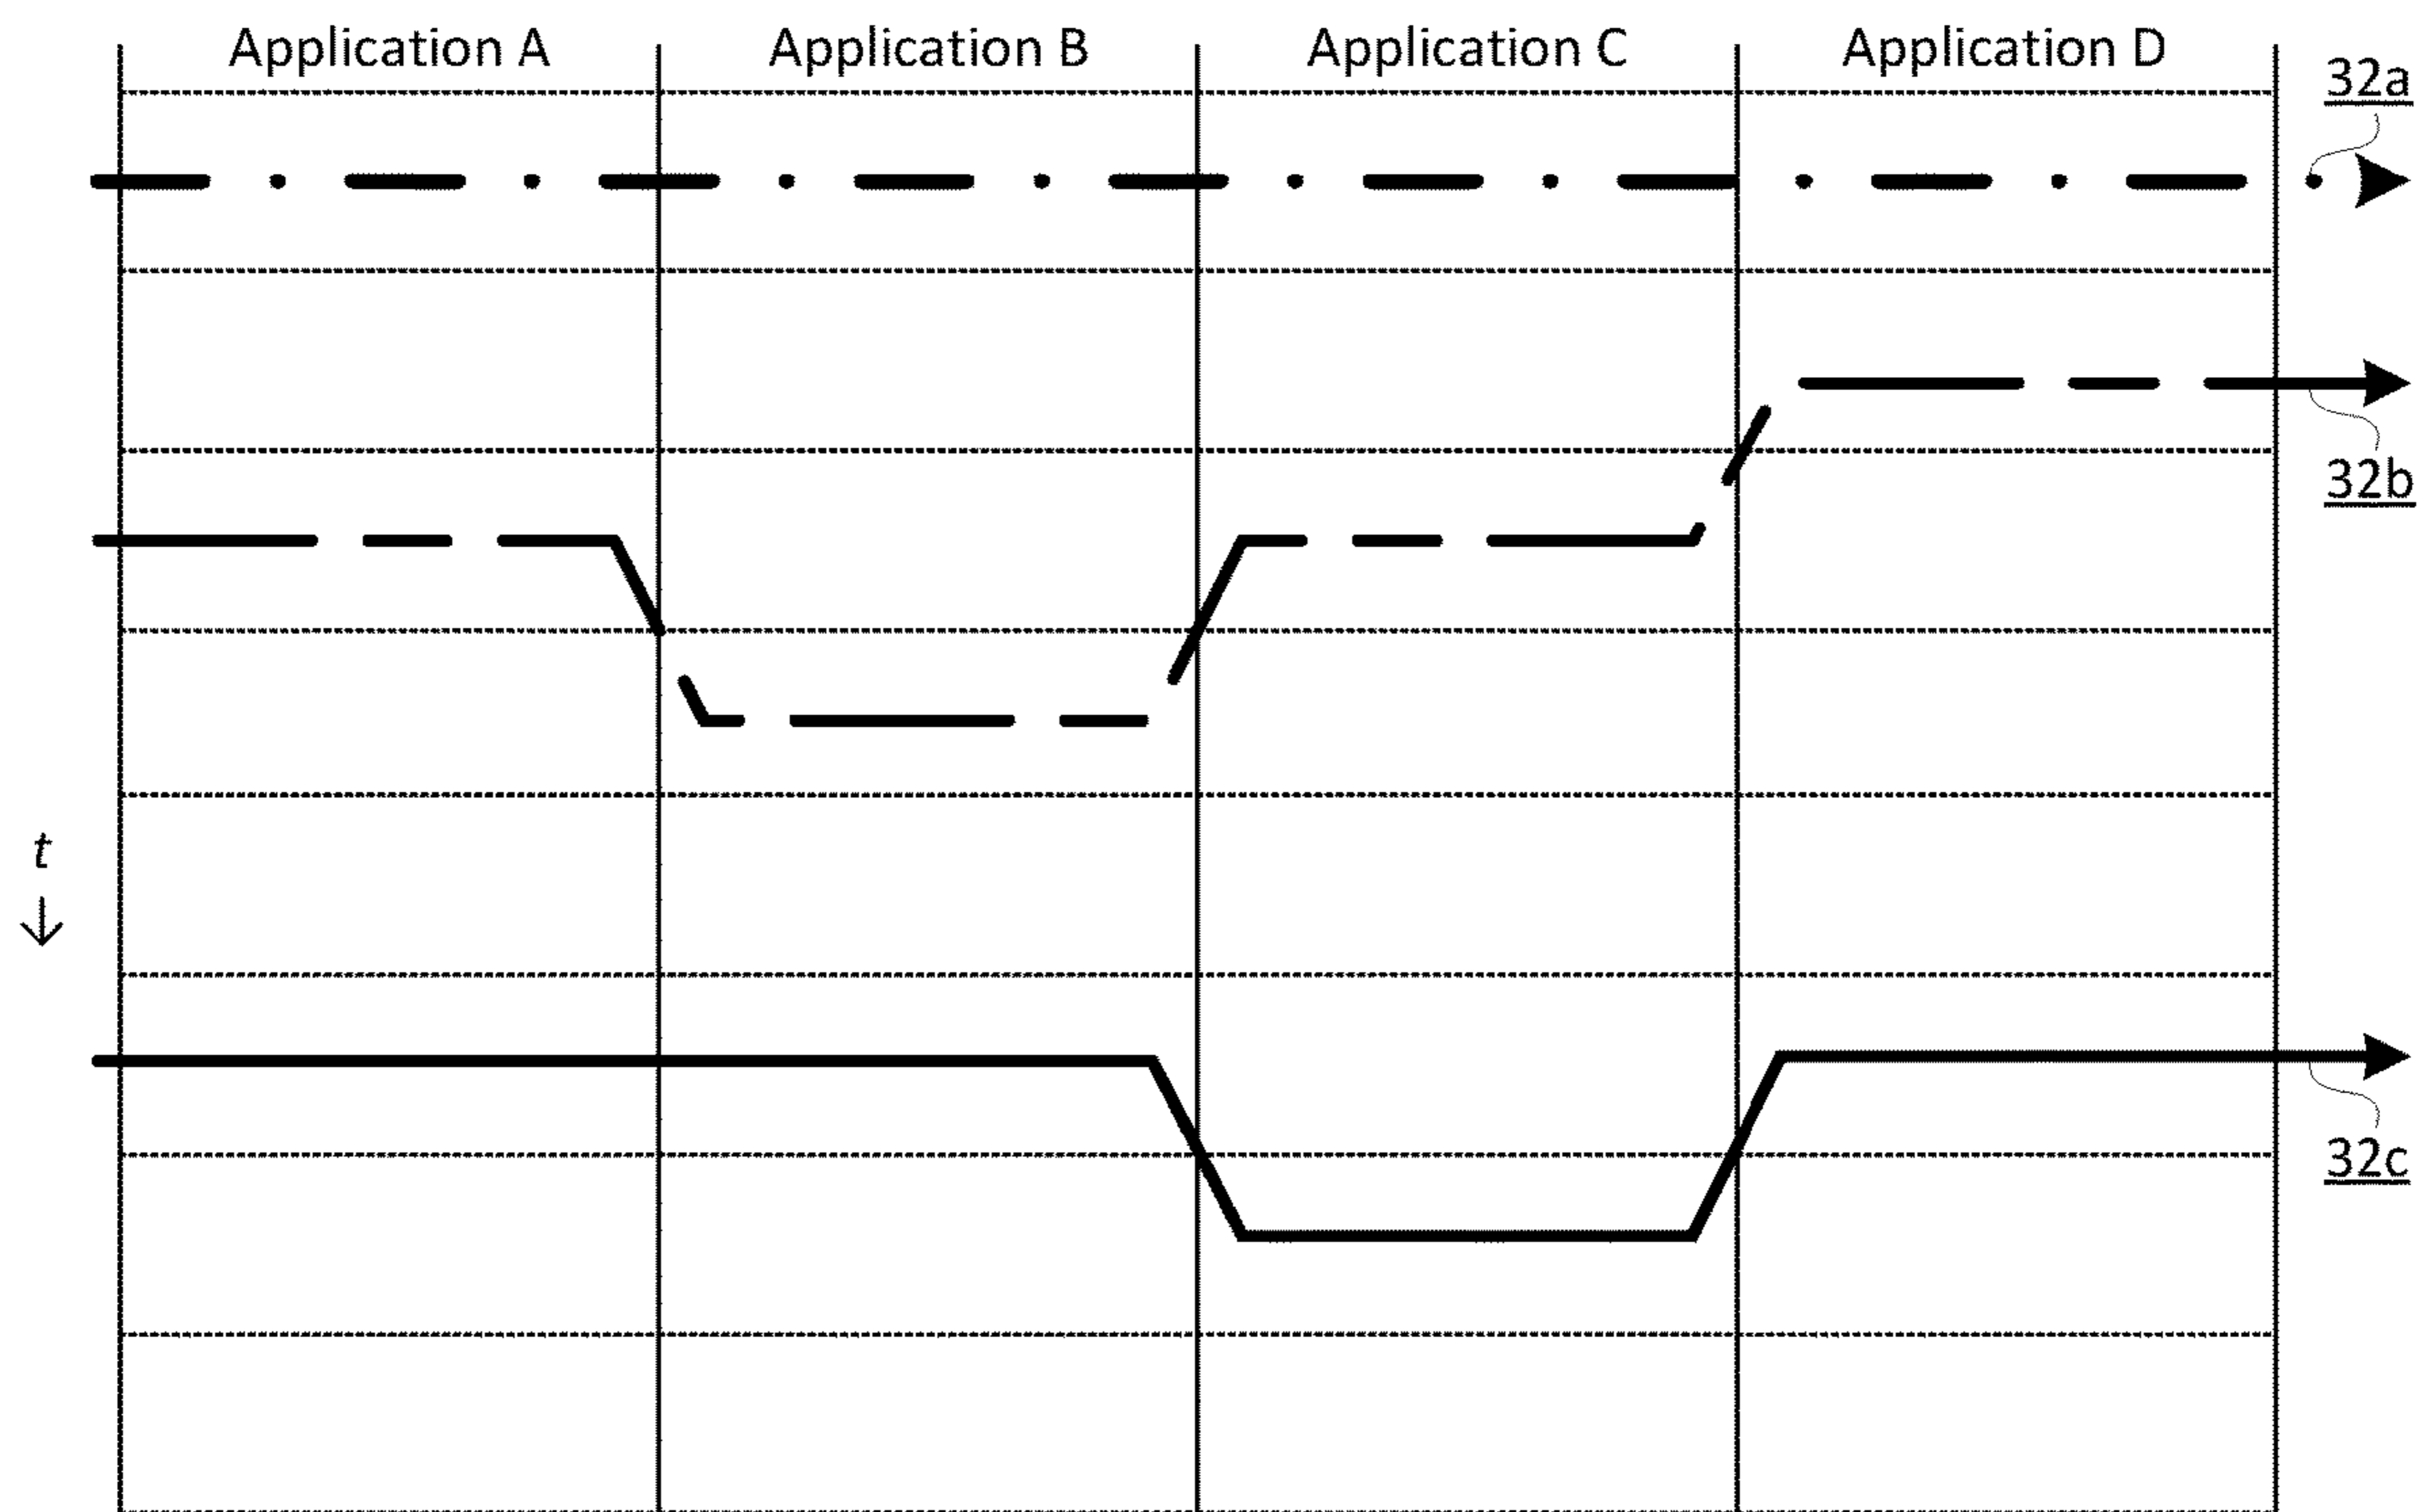 Application A
Application B
Application C
Application D
32a
32b
t
32c